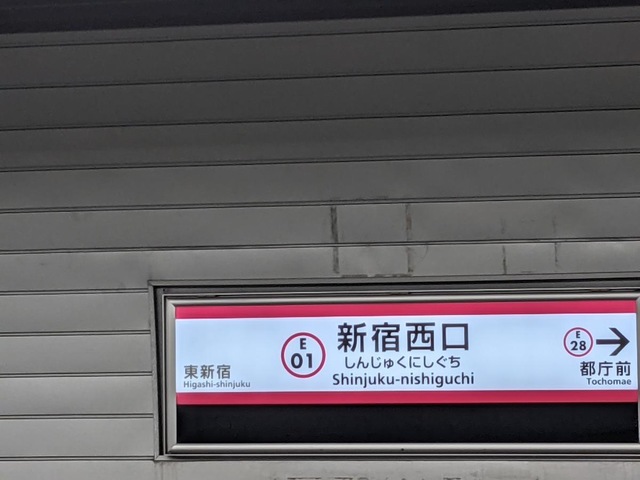 東新宿
Higashi-shinjuku
E
01
新宿西口
しんじゅくにしぐち
Shinjuku-nishiguchi
E
28
→
都庁前
Tochomae